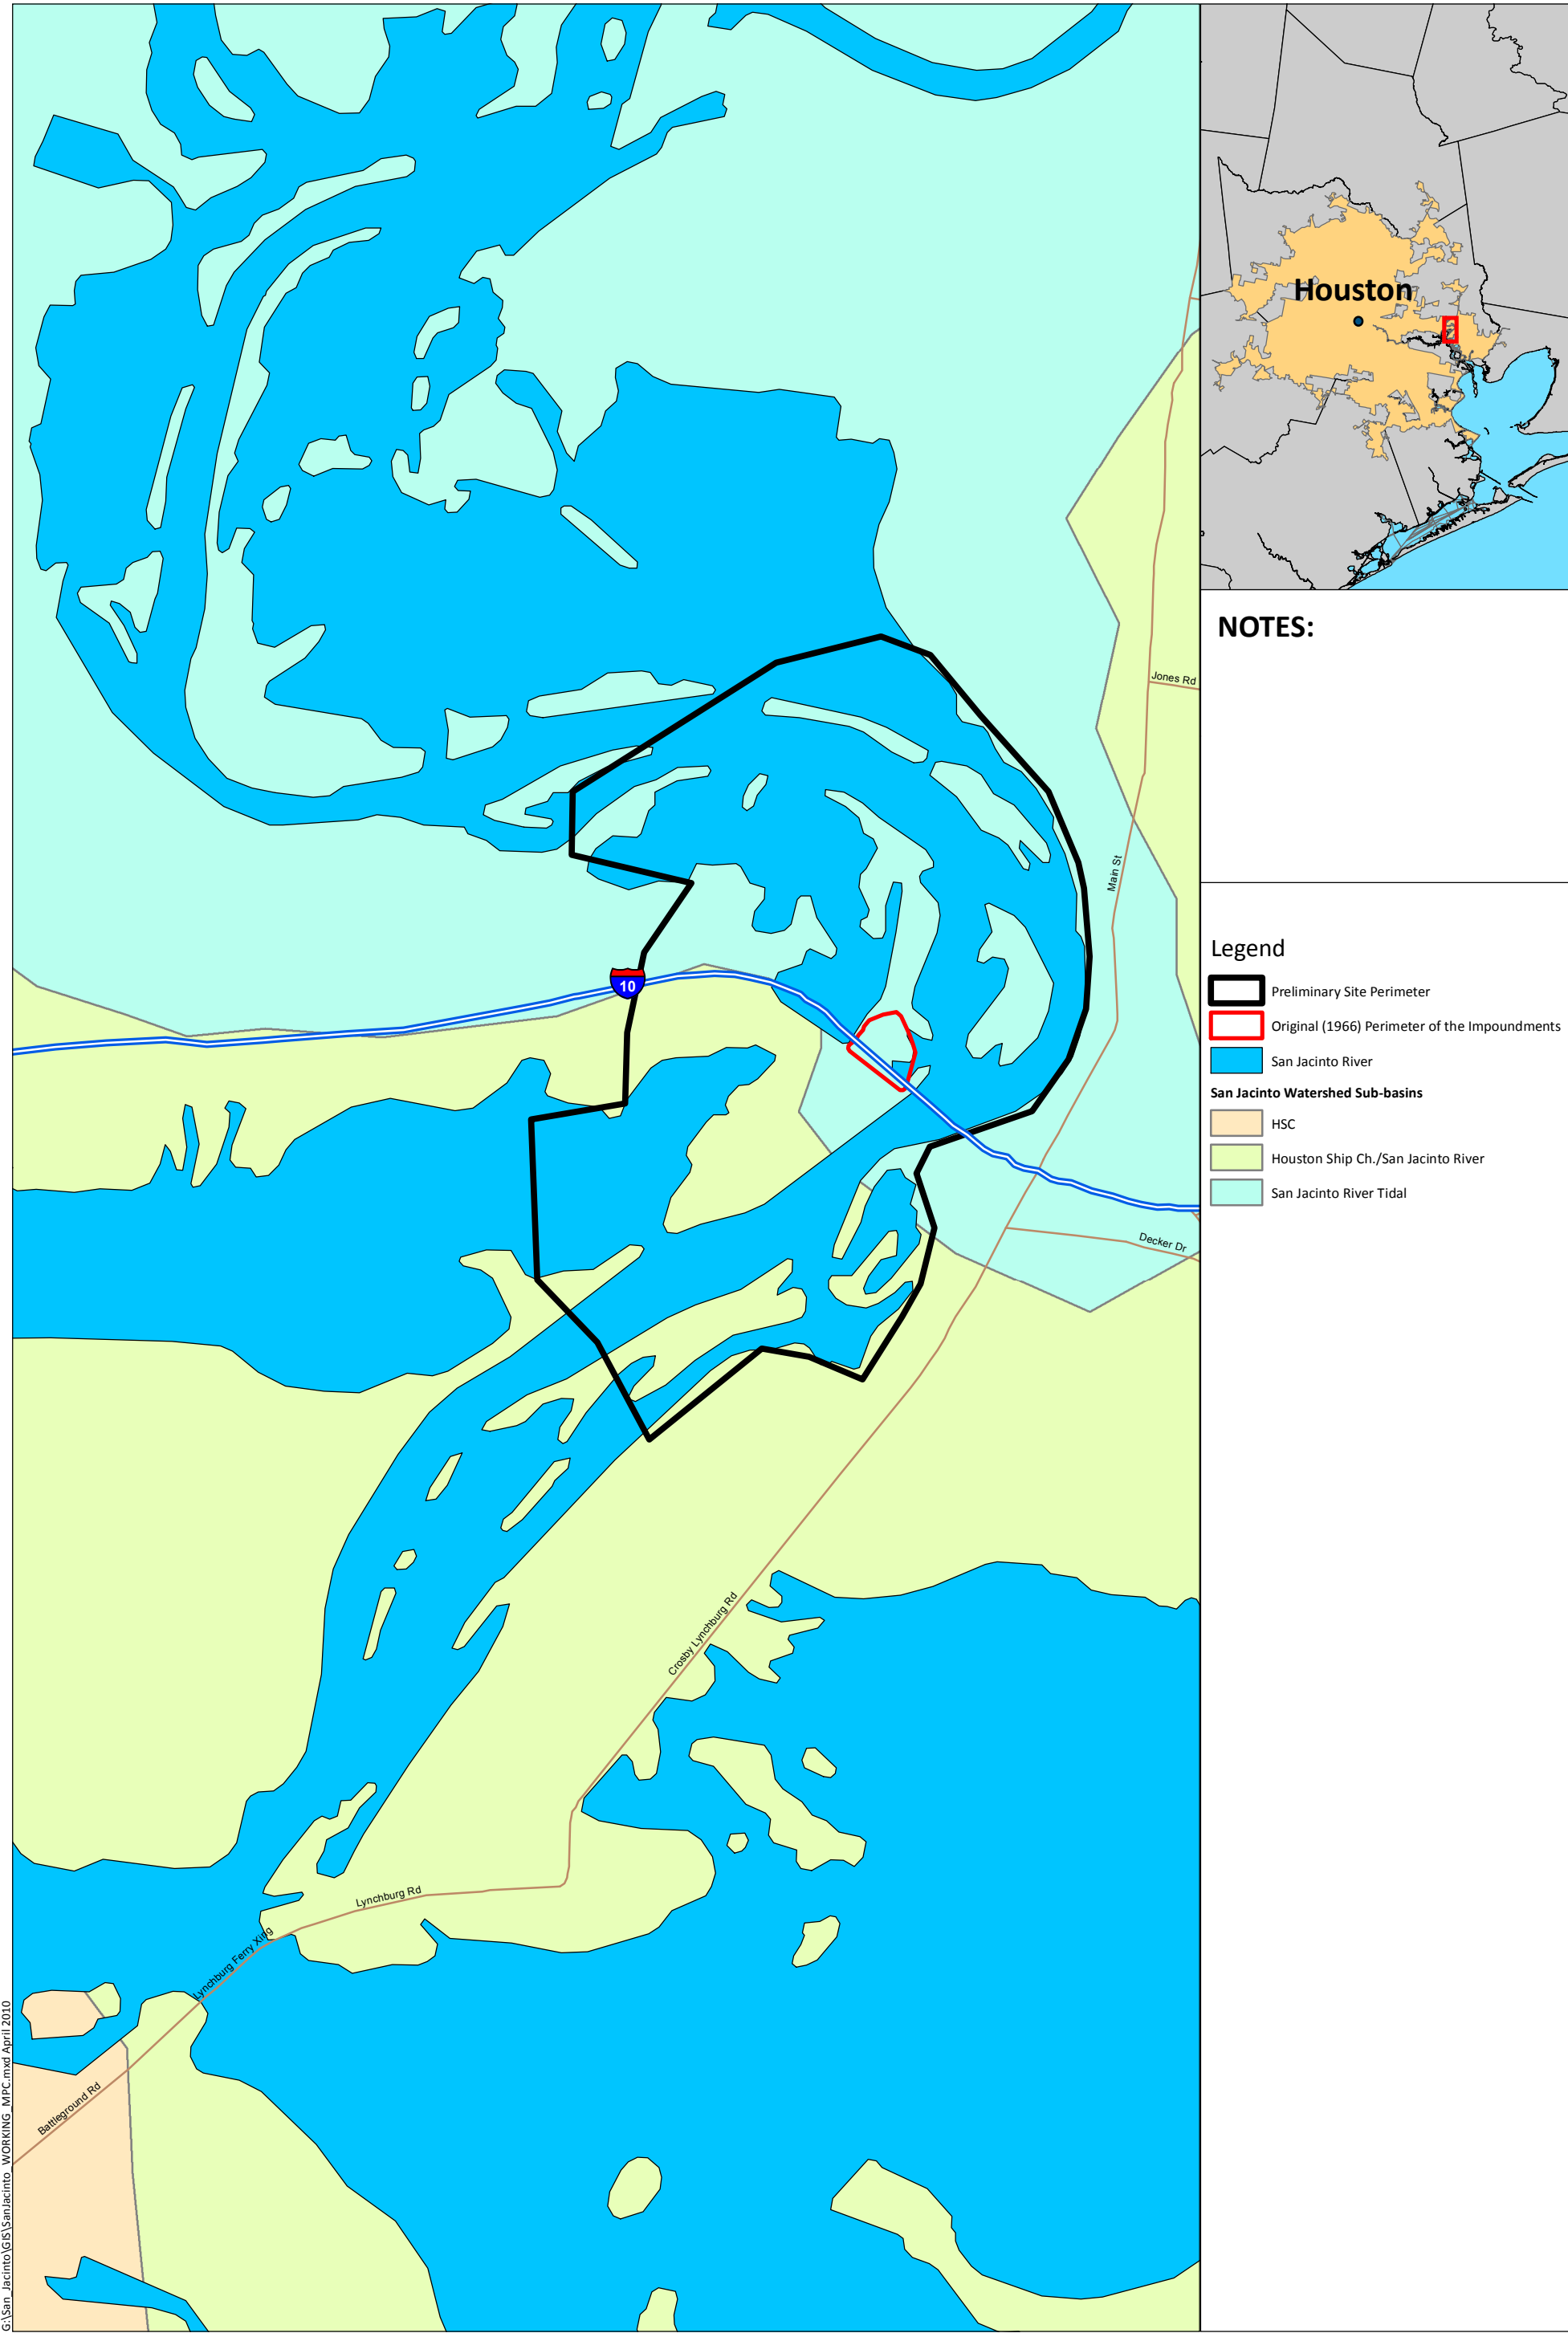 Houston
NOTES:
Jones Rd
Main St
10
Decker Dr
Crosby Lynchburg Rd
Lynchburg Rd
Lynchburg Ferry Xing
Battleground Rd
Legend
Preliminary Site Perimeter
Original (1966) Perimeter of the Impoundments
San Jacinto River
San Jacinto Watershed Sub-basins
HSC
Houston Ship Ch./San Jacinto River
San Jacinto River Tidal
G:\San_Jacinto\GIS\SanJacinto_WORKING_MPC.mxd April 2010